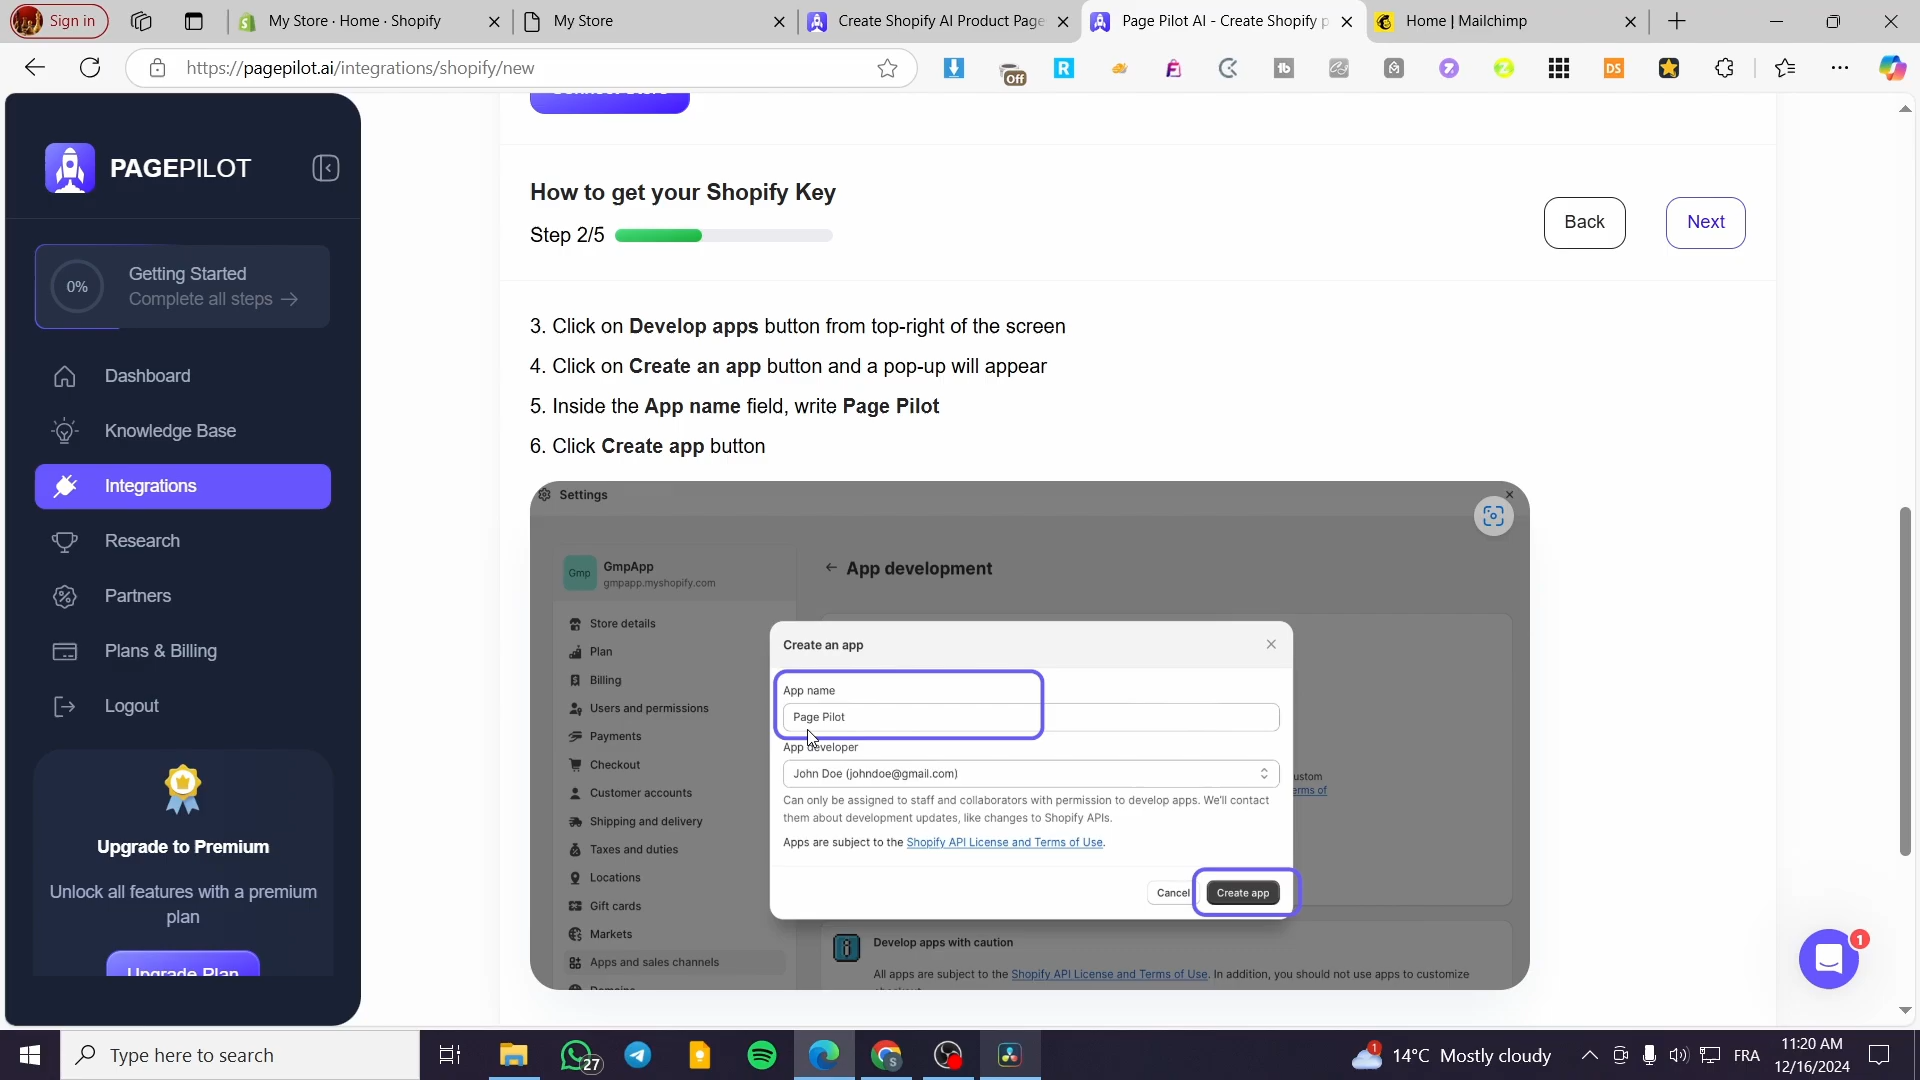 Sign in
My Store · Home · Shopify
My Store
Create Shopify AI Product Page
Page Pilot AI - Create Shopify p
Home | Mailchimp
https://pagepilot.ai/integrations/shopify/new
Off
PAGEPILOT
0%
Getting Started
Complete all steps →
Dashboard
Knowledge Base
Integrations
Research
Partners
Plans & Billing
Logout
Upgrade to Premium
Unlock all features with a premium
plan
Upgrade Plan
How to get your Shopify Key
Step 2/5
Back
Next
3. Click on Develop apps button from top-right of the screen
4. Click on Create an app button and a pop-up will appear
5. Inside the App name field, write Page Pilot
6. Click Create app button
Settings
Gmp
GmpApp
gmpapp.myshopify.com
Store details
Plan
Billing
Users and permissions
Payments
Checkout
Customer accounts
Shipping and delivery
Taxes and duties
Locations
Gift cards
Markets
Apps and sales channels
App development
Create an app
App name
Page Pilot
App developer
John Doe (johndoe@gmail.com)
Can only be assigned to staff and collaborators with permission to develop apps. We'll contact
them about development updates, like changes to Shopify APIs.
Apps are subject to the Shopify API License and Terms of Use.
Cancel
Create app
Develop apps with caution
All apps are subject to the Shopify API License and Terms of Use. In addition, you should not use apps to customize
1
Type here to search
27
14°C Mostly cloudy
FRA
11:20 AM
12/16/2024